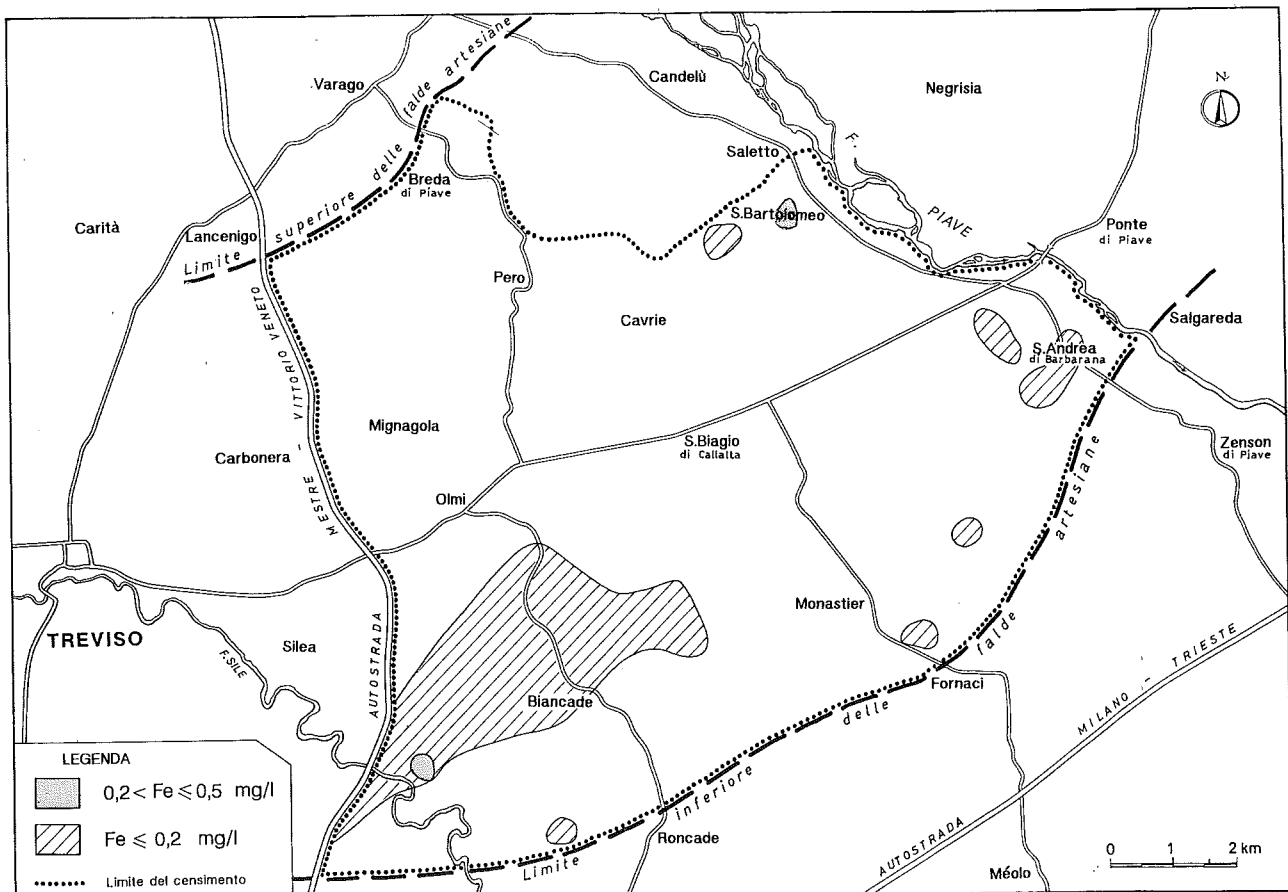 Varago
Candelù
Negrisia
N
Limite superiore delle falde artesiane
Saletto
Breda
di Piave
S.Bartolomeo
F. PIAVE
Carità
Lancenigo
Ponte
di Piave
Pero
Cavrie
Salgareda
S.Andrea
di Barbarana
AUTOSTRADA MESTRE - VITTORIO VENETO
Mignagola
Carbonera
S.Biagio
di Callalta
Zenson
di Piave
Olmi
TREVISO
Silea
F. SILE
Monastier
Biancade
Fornaci
Limite inferiore delle falde artesiane
Roncade
AUTOSTRADA MILANO - TRIESTE
Méolo
0 1 2 km
LEGENDA
0,2 < Fe ⩽ 0,5 mg/l
Fe ⩽ 0,2 mg/l
Limite del censimento